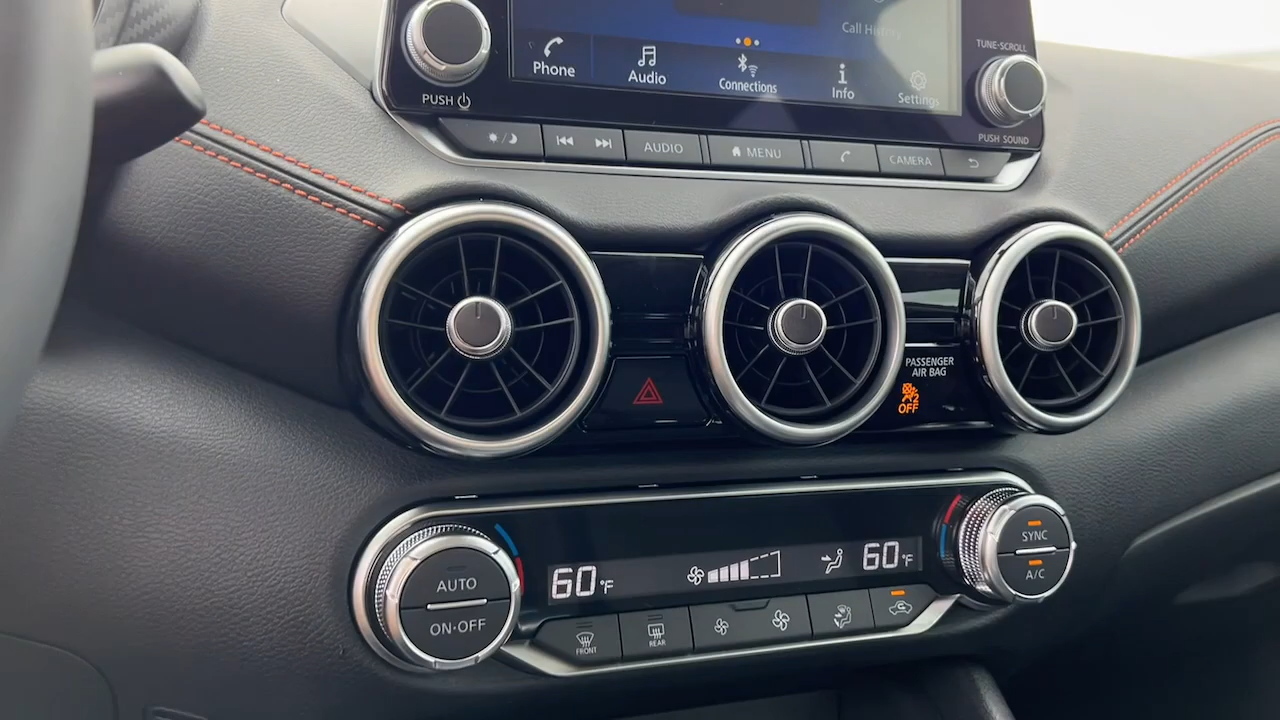 Call History
Phone
Audio
Connections
Info
Settings
TUNE·SCROLL
PUSH
PUSH SOUND
AUDIO
MENU
CAMERA
PASSENGER
AIR BAG
2
OFF
AUTO
ON·OFF
60°F
60°F
SYNC
A/C
FRONT
REAR